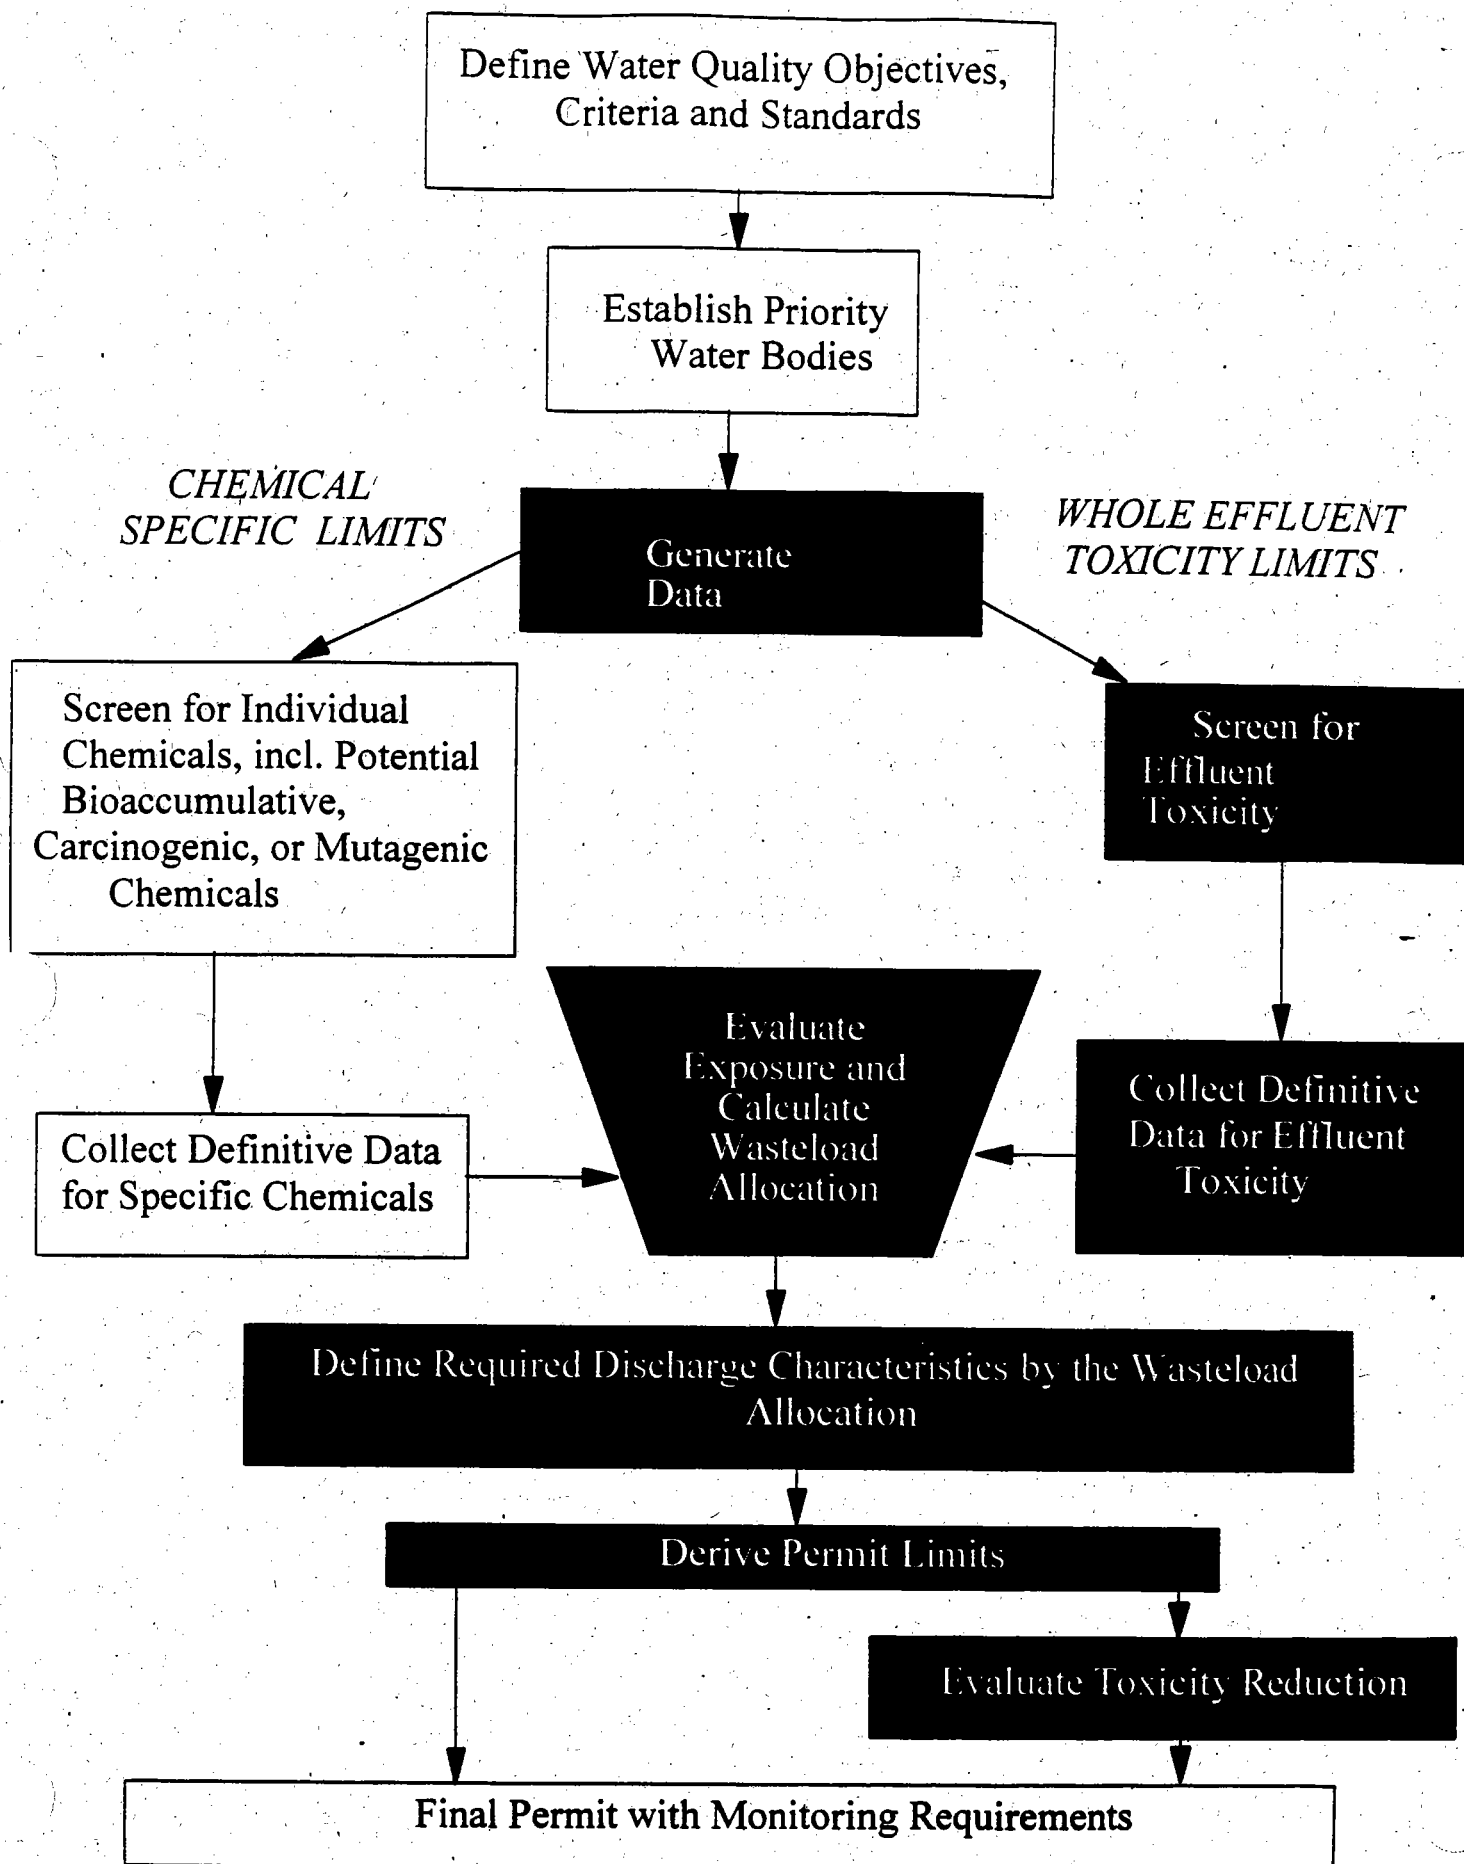 Define Water Quality Objectives,
Criteria and Standards
Establish Priority
Water Bodies
CHEMICAL
SPECIFIC LIMITS
WHOLE EFFLUENT
TOXICITY LIMITS
Generate
Data
Screen for Individual
Chemicals, incl. Potential
Bioaccumulative,
Carcinogenic, or Mutagenic
Chemicals
Screen for
Effluent
Toxicity
Evaluate
Exposure and
Calculate
Wasteload
Allocation
Collect Definitive Data
for Specific Chemicals
Collect Definitive
Data for Effluent
Toxicity
Define Required Discharge Characteristics by the Wasteload
Allocation
Derive Permit Limits
Evaluate Toxicity Reduction
Final Permit with Monitoring Requirements